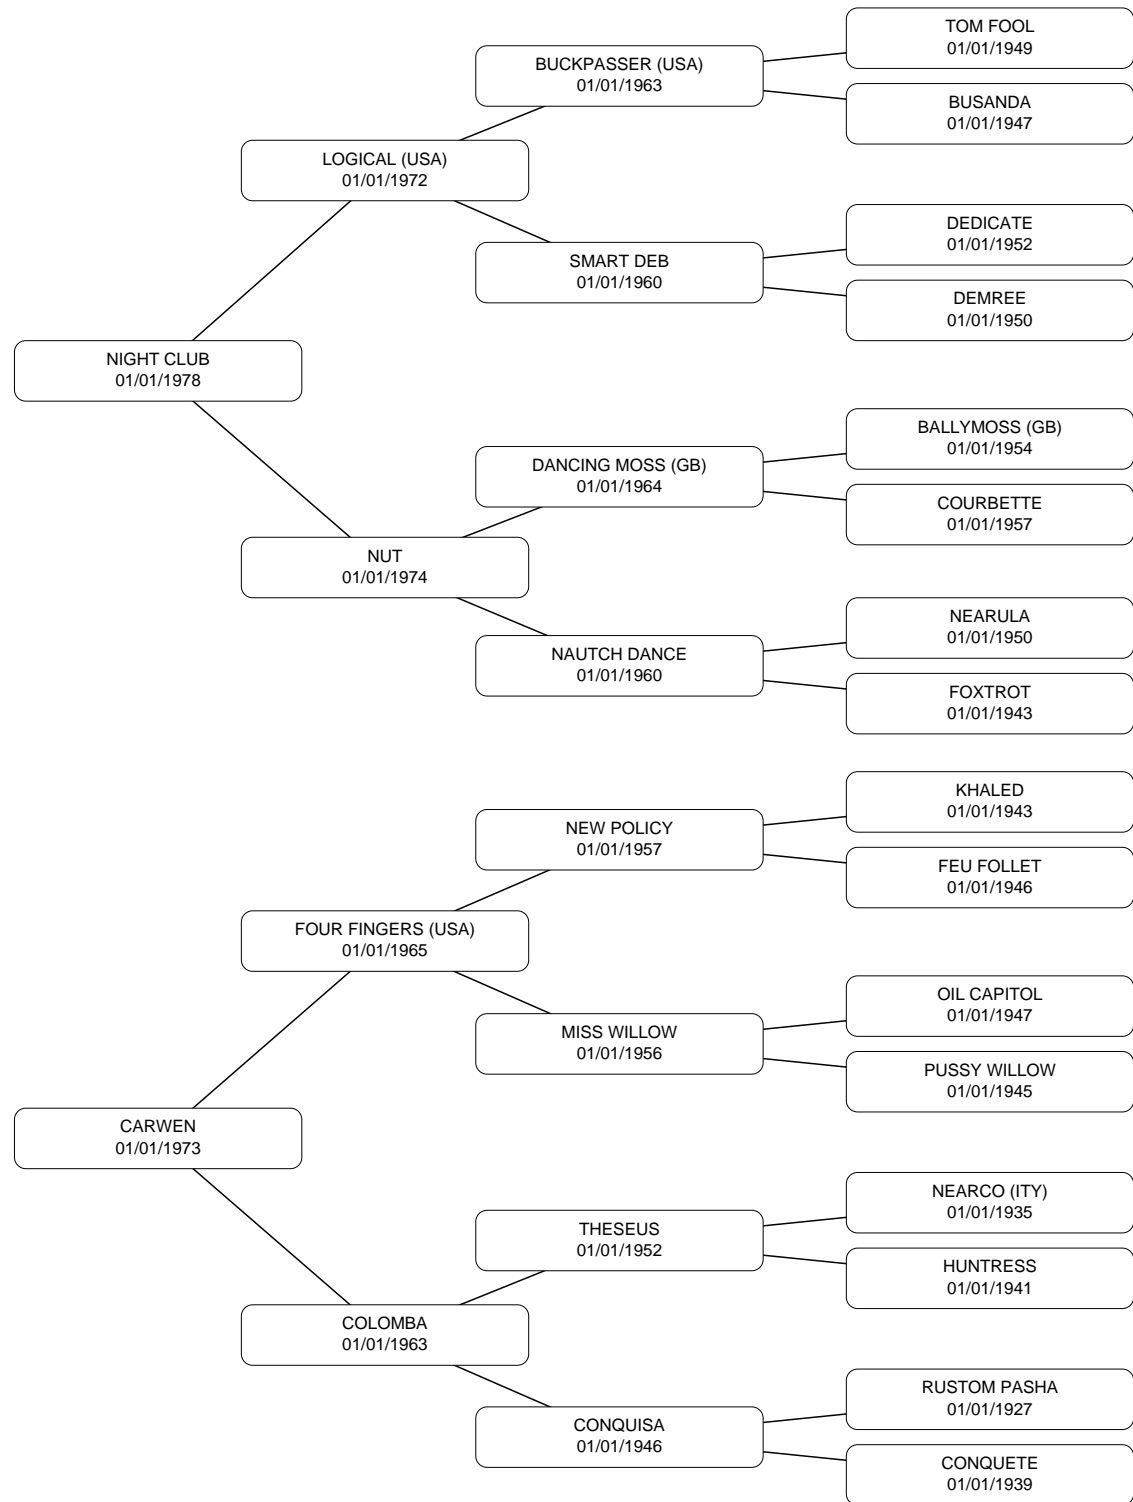 TOM FOOL
01/01/1949
BUCKPASSER (USA)
01/01/1963
BUSANDA
01/01/1947
LOGICAL (USA)
01/01/1972
DEDICATE
01/01/1952
SMART DEB
01/01/1960
DEMREE
01/01/1950
NIGHT CLUB
01/01/1978
BALLYMOSS (GB)
01/01/1954
DANCING MOSS (GB)
01/01/1964
COURBETTE
01/01/1957
NUT
01/01/1974
NEARULA
01/01/1950
NAUTCH DANCE
01/01/1960
FOXTROT
01/01/1943
KHALED
01/01/1943
NEW POLICY
01/01/1957
FEU FOLLET
01/01/1946
FOUR FINGERS (USA)
01/01/1965
OIL CAPITOL
01/01/1947
MISS WILLOW
01/01/1956
PUSSY WILLOW
01/01/1945
CARWEN
01/01/1973
NEARCO (ITY)
01/01/1935
THESEUS
01/01/1952
HUNTRESS
01/01/1941
COLOMBA
01/01/1963
RUSTOM PASHA
01/01/1927
CONQUISA
01/01/1946
CONQUETE
01/01/1939